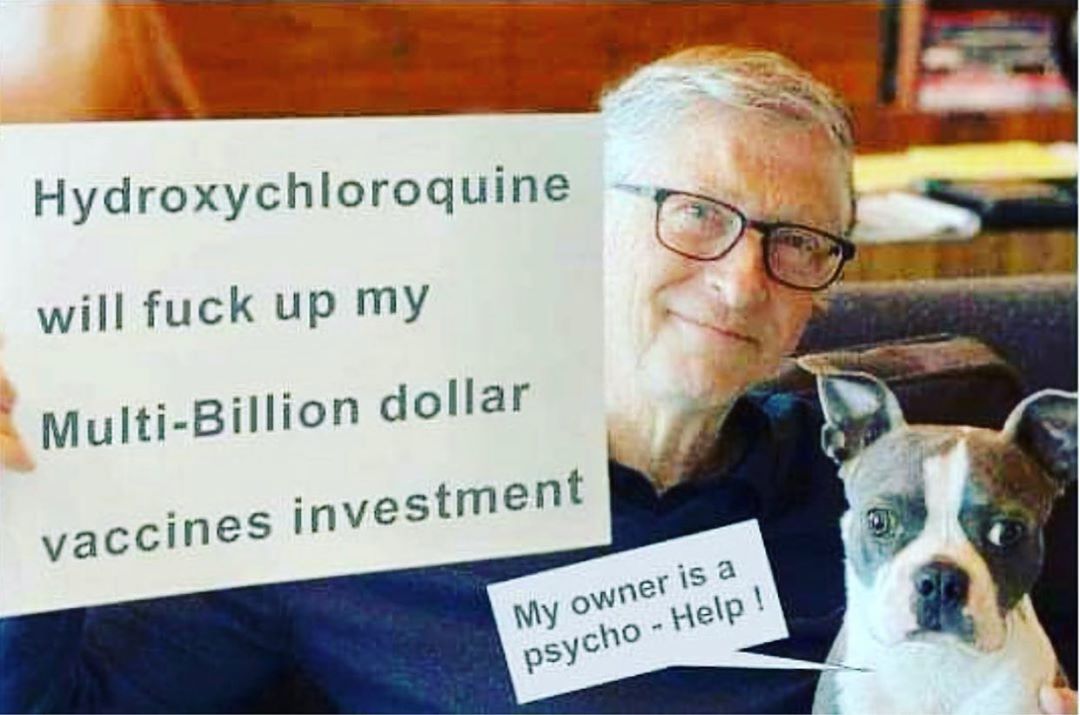 Hydroxychloroquine
will fuck up my
Multi-Billion dollar
vaccines investment
My owner is a
psycho - Help !